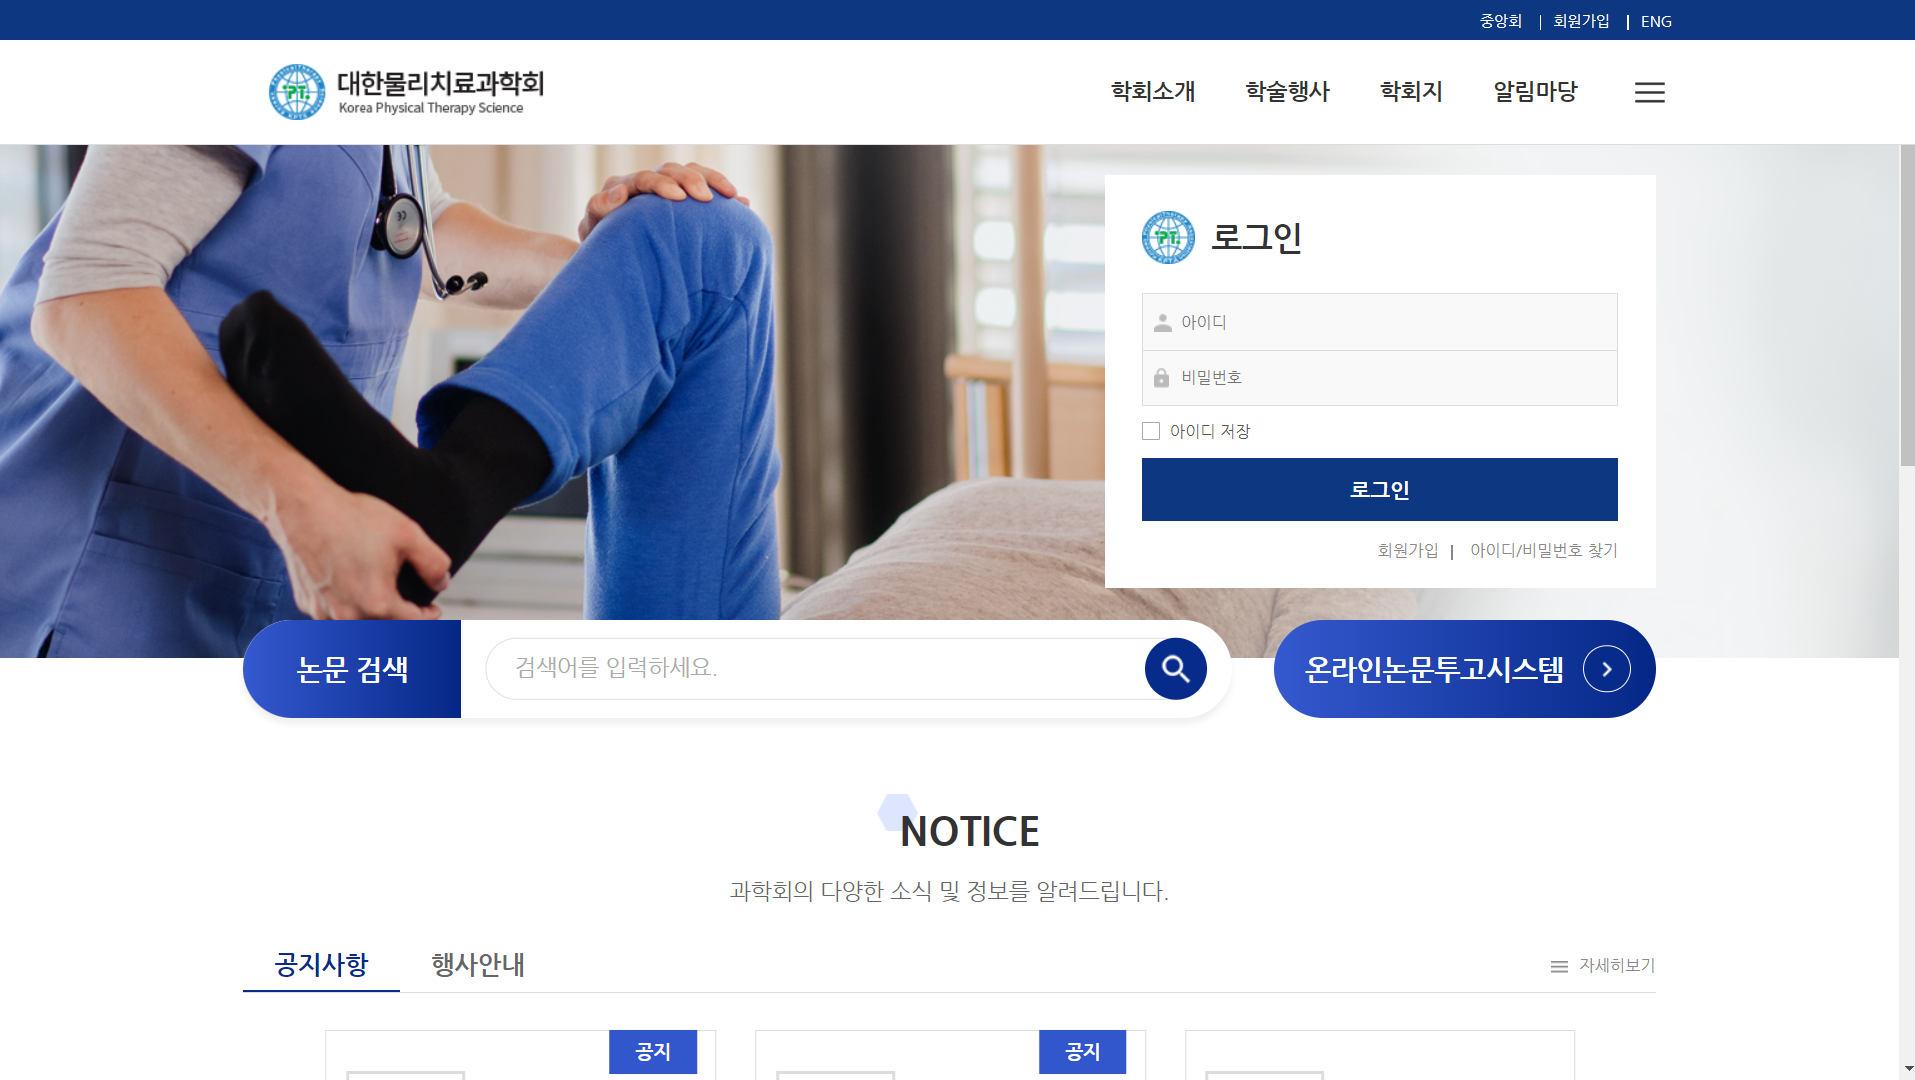 중앙회
회원가입
ENG
대한물리치료과학회
Korea Physical Therapy Science
학회소개
학술행사
학회지
알림마당
PT.
로그인
아이디
비밀번호
아이디 저장
로그인
회원가입
아이디/비밀번호 찾기
논문 검색
검색어를 입력하세요.
온라인논문투고시스템
NOTICE
과학회의 다양한 소식 및 정보를 알려드립니다.
공지사항
행사안내
자세히보기
공지
공지